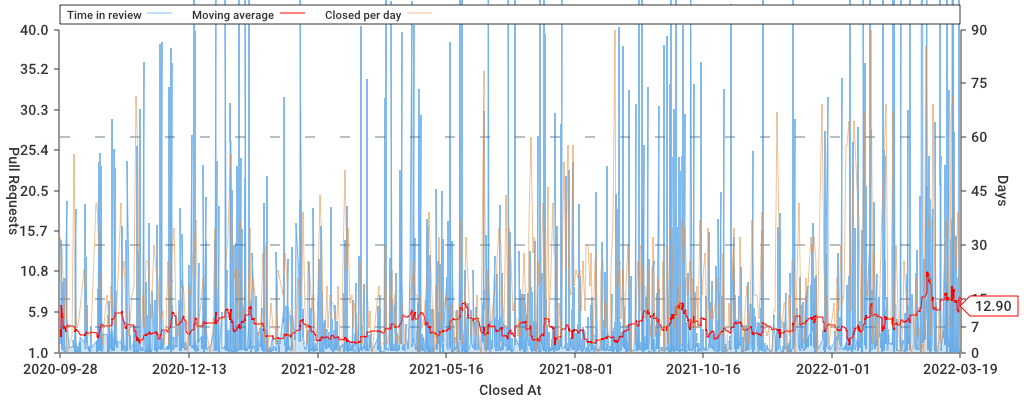 Time in review Moving average Closed per day
40.0 90
35.2 75
30.3
25.4 60
20.5 45
15.7 30
10.8
5.9 12.90
7
1.0 0
Pull Requests
Days
2020-09-28 2020-12-13 2021-02-28 2021-05-16 2021-08-01 2021-10-16 2022-01-01 2022-03-19
Closed At